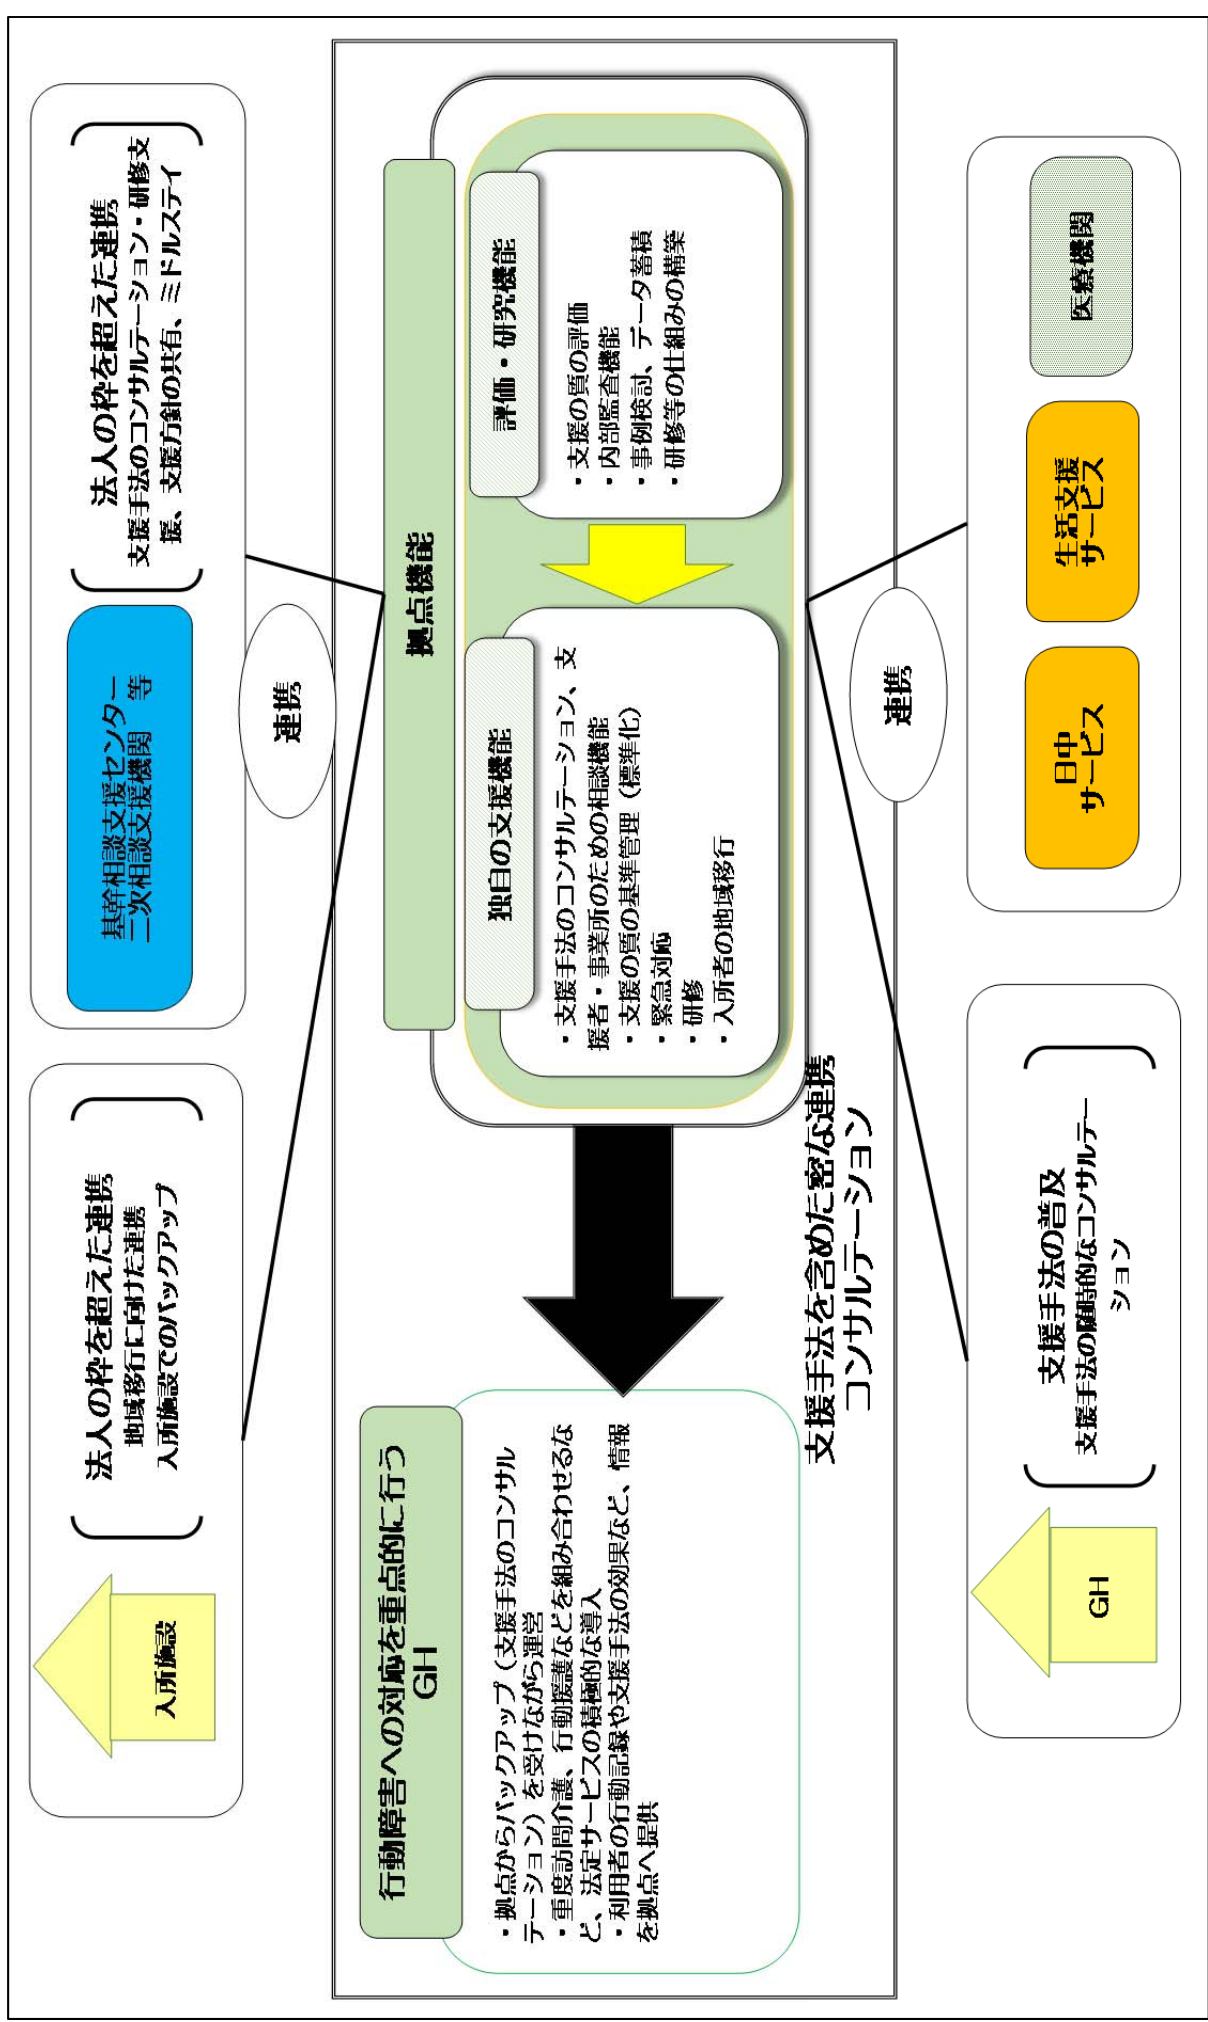 入所施設
法人の枠を超えた連携
地域移行に向けた連携
入所施設でのバックアップ
基幹相談支援センター
二次相談支援機関 等
法人の枠を超えた連携
支援手法のコンサルテーション・研修支
援、支援方針の共有、ミドルステイ
連携
行動障害への対応を重点的に行う
GH
・拠点からバックアップ（支援手法のコンサル
テーション）を受けながら運営
・重度訪問介護、行動援護などを組み合わせるな
ど、法定サービスの積極的な導入
・利用者の行動記録や支援手法の効果など、情報
を拠点へ提供
拠点機能
独自の支援機能
・支援手法のコンサルテーション、支
援者・事業所のための相談機能
・支援の質の基準管理（標準化）
・緊急対応
・研修
・入所者の地域移行
評価・研究機能
・支援の質の評価
・内部監査機能
・事例検討、データ蓄積
・研修等の仕組みの構築
支援手法を含めた密な連携
コンサルテーション
連携
GH
支援手法の普及
支援手法の随時的なコンサルテー
ション
日中
サービス
生活支援
サービス
医療機関